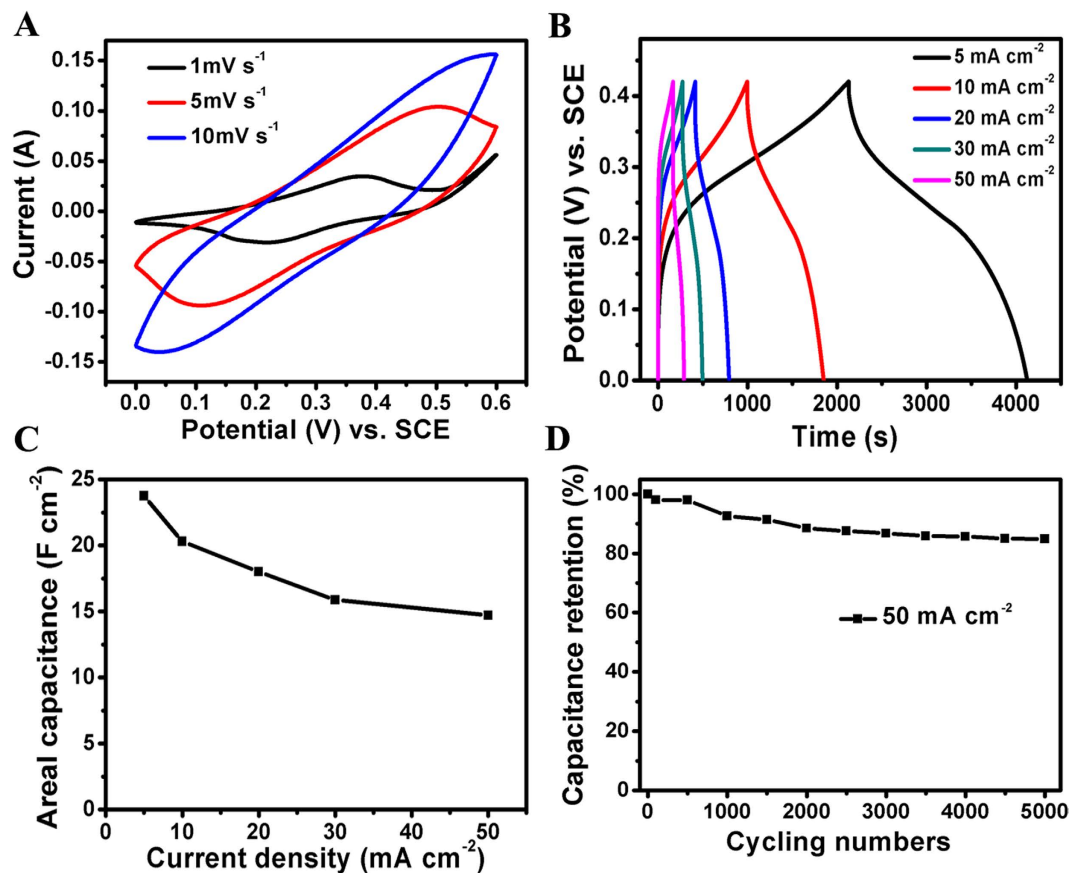 A
1mV s⁻¹
5mV s⁻¹
10mV s⁻¹
Current (A)
0.15
0.10
0.05
0.00
-0.05
-0.10
-0.15
0.0 0.1 0.2 0.3 0.4 0.5 0.6
Potential (V) vs. SCE
B
5 mA cm⁻²
10 mA cm⁻²
20 mA cm⁻²
30 mA cm⁻²
50 mA cm⁻²
Potential (V) vs. SCE
0.4
0.3
0.2
0.1
0.0
0 1000 2000 3000 4000
Time (s)
C
Areal capacitance (F cm⁻²)
25
20
15
10
5
0
0 10 20 30 40 50
Current density (mA cm⁻²)
D
Capacitance retention (%)
100
80
60
40
20
0
50 mA cm⁻²
0 1000 2000 3000 4000 5000
Cycling numbers